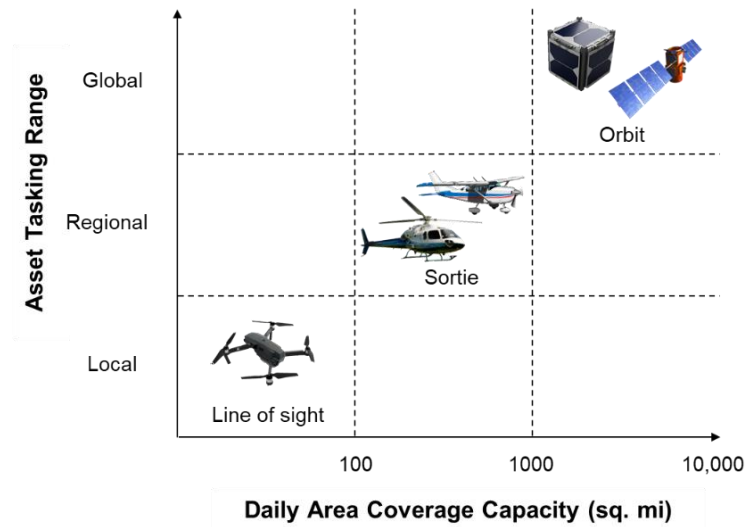 Asset Tasking Range
Global
Regional
Local
Orbit
Sortie
Line of sight
100
1000
10,000
Daily Area Coverage Capacity (sq. mi)